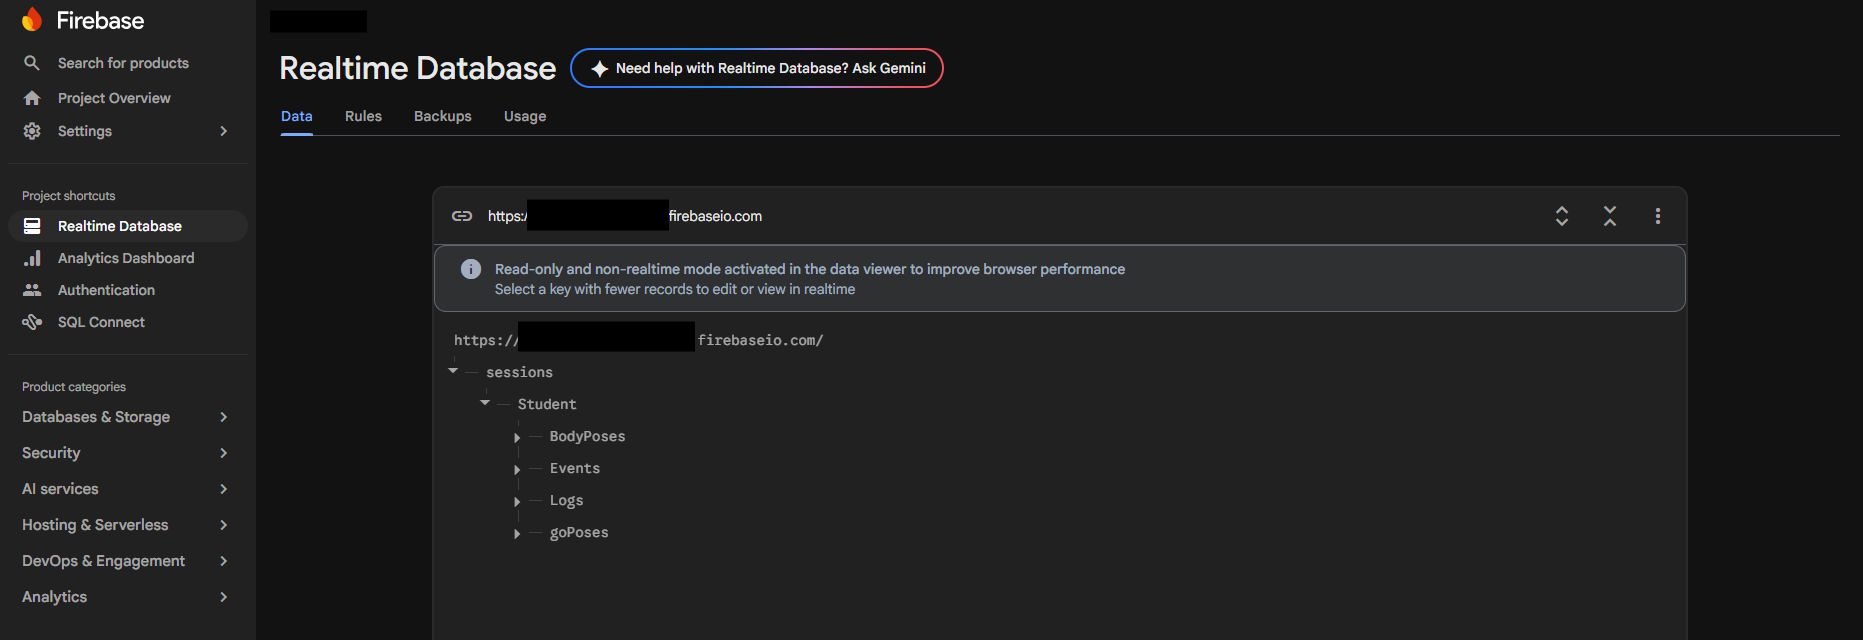 Firebase
Search for products
Project Overview
Settings
Project shortcuts
Realtime Database
Analytics Dashboard
Authentication
SQL Connect
Product categories
Databases & Storage
Security
AI services
Hosting & Serverless
DevOps & Engagement
Analytics
Realtime Database
Need help with Realtime Database? Ask Gemini
Data Rules Backups Usage
https:/ firebaseio.com
Read-only and non-realtime mode activated in the data viewer to improve browser performance
Select a key with fewer records to edit or view in realtime
https:// firebaseio.com/
sessions
Student
BodyPoses
Events
Logs
goPoses